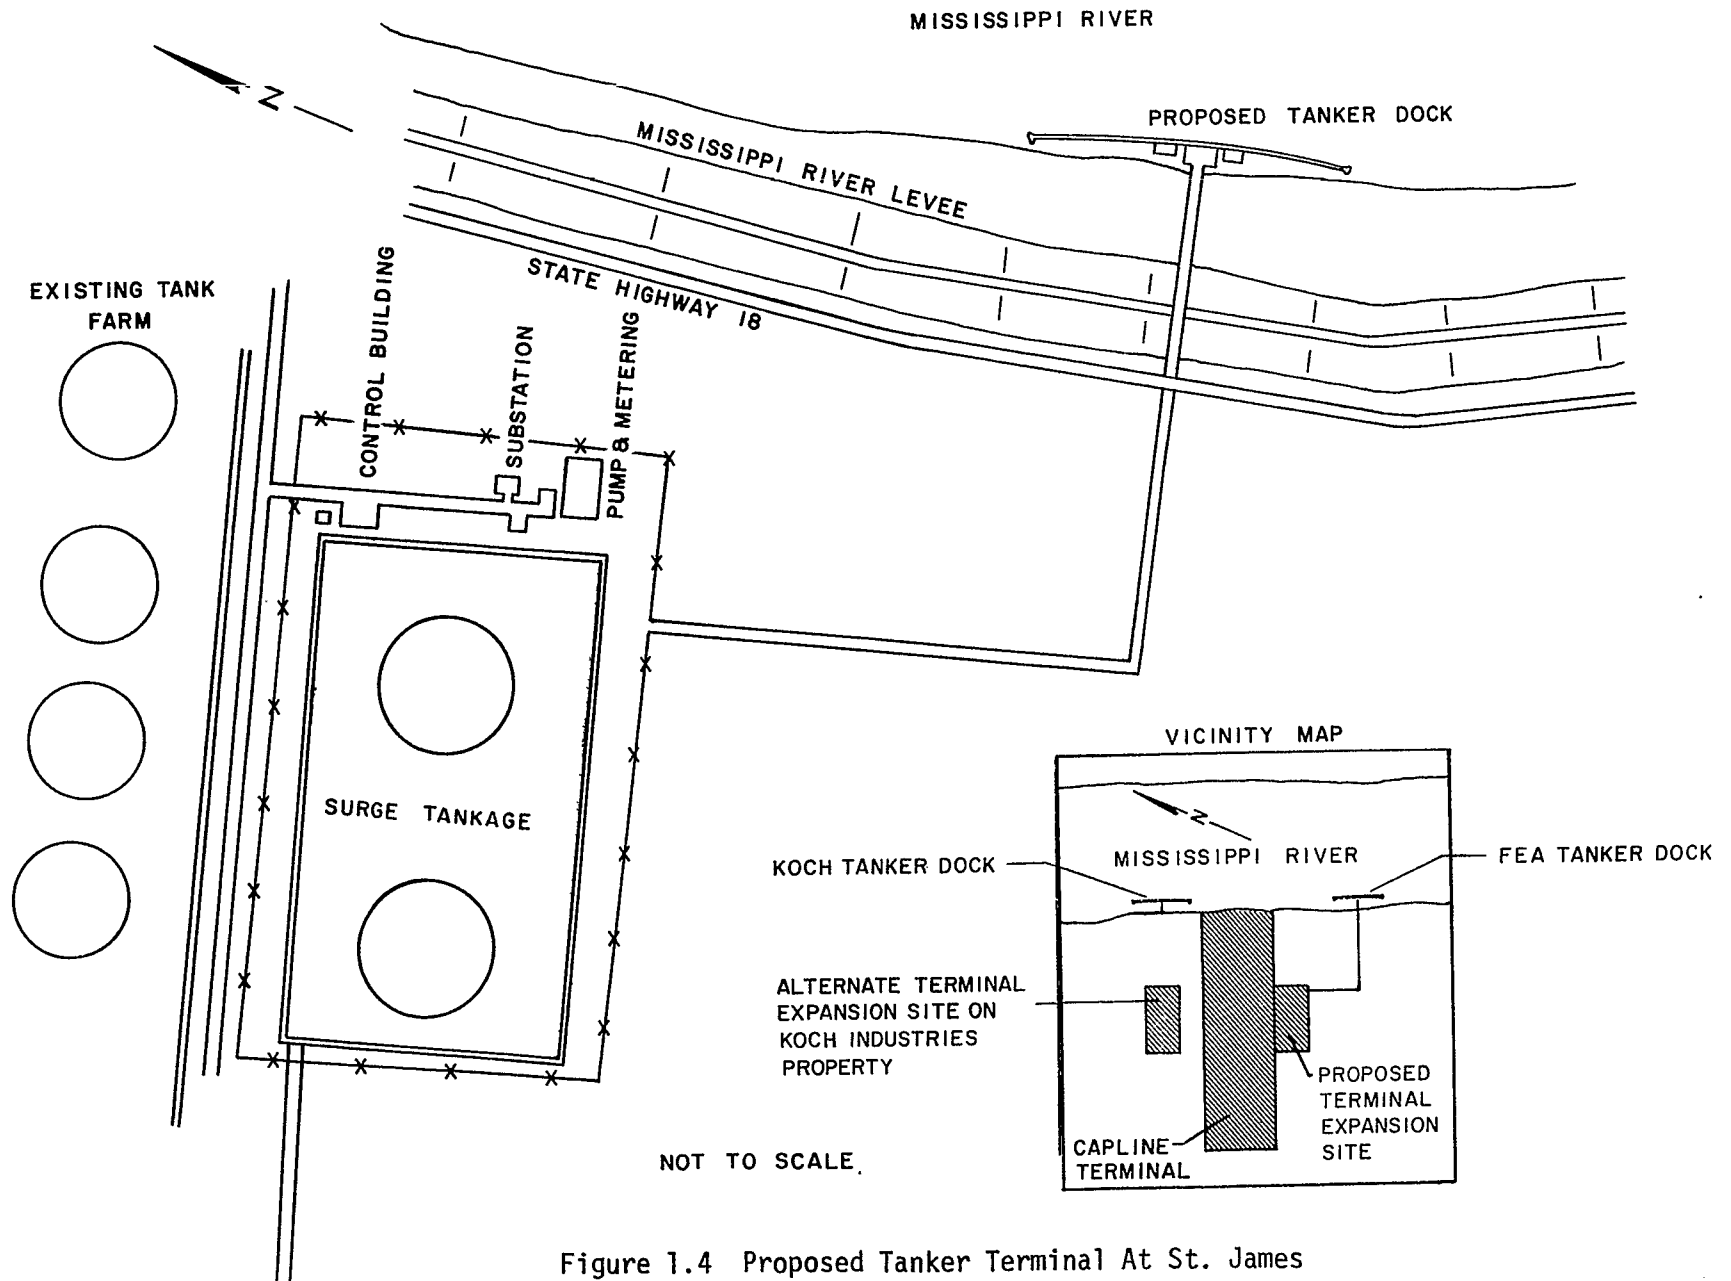 MISSISSIPPI RIVER
N
PROPOSED TANKER DOCK
MISSISSIPPI RIVER LEVEE
STATE HIGHWAY 18
EXISTING TANK
FARM
CONTROL BUILDING
SUBSTATION
PUMP & METERING
SURGE TANKAGE
VICINITY MAP
N
MISSISSIPPI RIVER
KOCH TANKER DOCK
FEA TANKER DOCK
ALTERNATE TERMINAL
EXPANSION SITE ON
KOCH INDUSTRIES
PROPERTY
PROPOSED
TERMINAL
EXPANSION
SITE
CAPLINE
TERMINAL
NOT TO SCALE.
Figure 1.4 Proposed Tanker Terminal At St. James